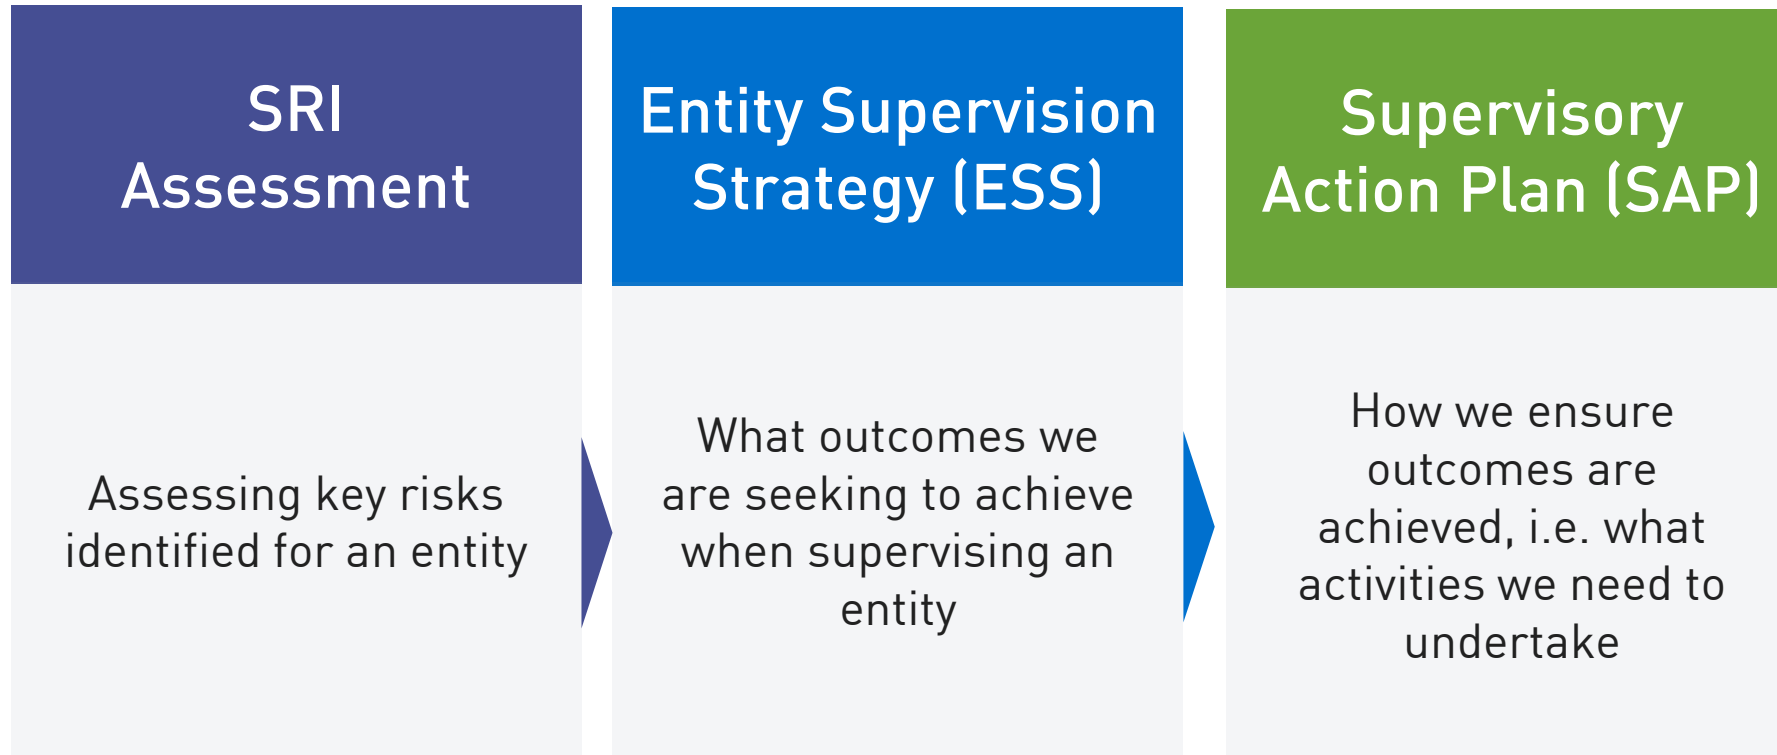 SRI
Assessment
Assessing key risks
identified for an entity
Entity Supervision
Strategy (ESS)
What outcomes we
are seeking to achieve
when supervising an
entity
Supervisory
Action Plan (SAP)
How we ensure
outcomes are
achieved, i.e. what
activities we need to
undertake